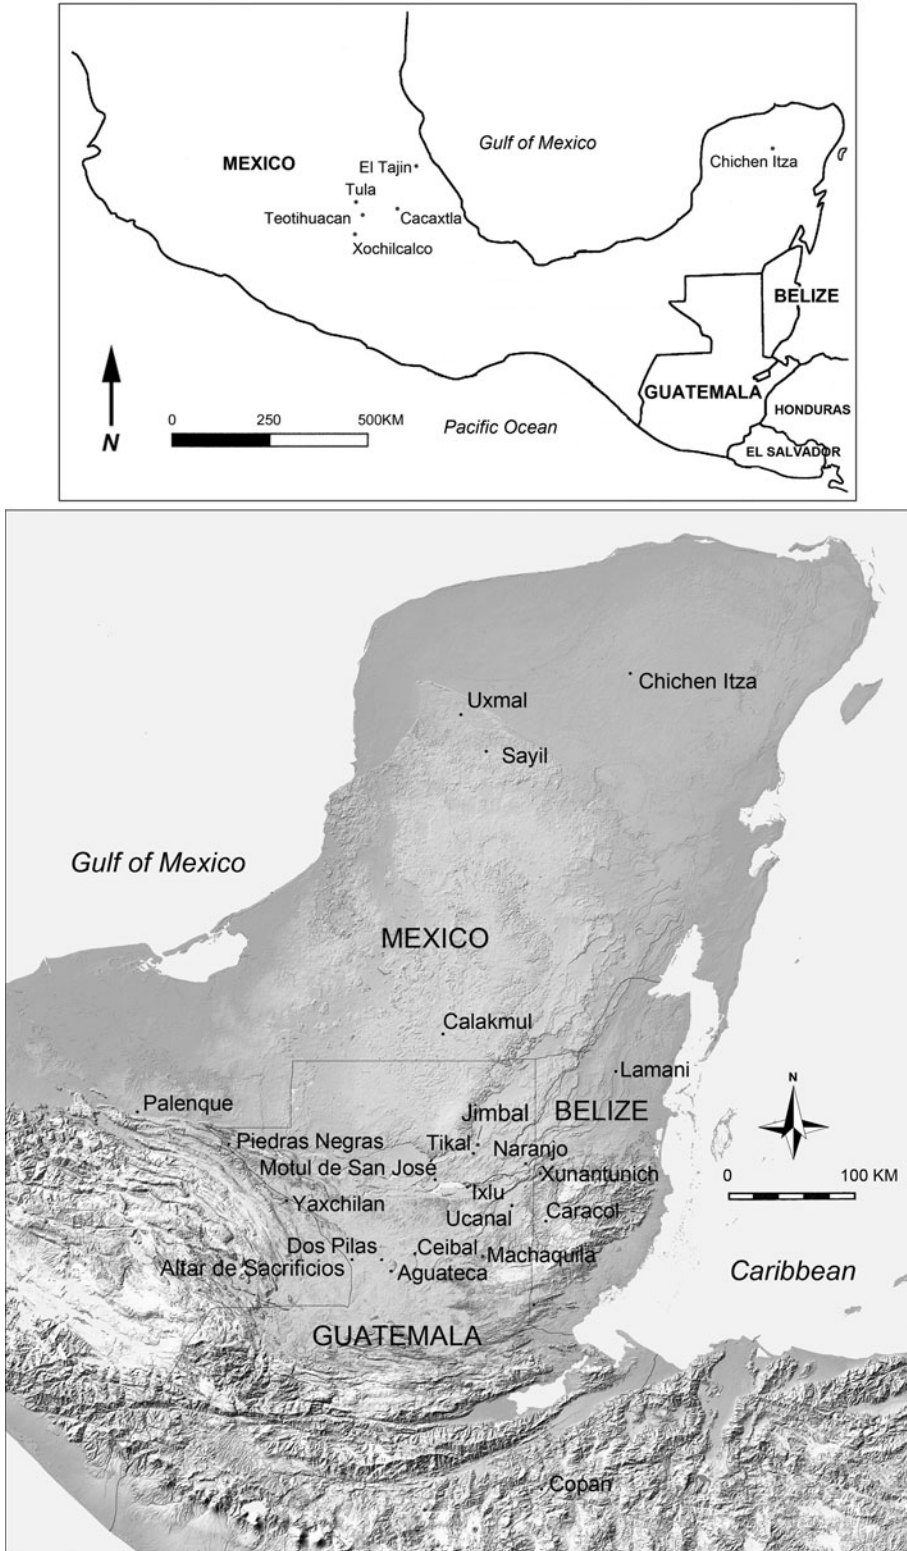 Gulf of Mexico
Chichen Itza
MEXICO
El Tajin
Tula
Teotihuacan
Cacaxtla
Xochilcalco
BELIZE
GUATEMALA
HONDURAS
EL SALVADOR
0 250 500KM
N
Pacific Ocean
Chichen Itza
Uxmal
Sayil
Gulf of Mexico
MEXICO
Calakmul
Lamani
Palenque
Jimbal
BELIZE
N
Piedras Negras
Tikal
Naranjo
Motul de San José
Xunantunich
0 100 KM
Yaxchilan
Ixlu
Ucanal
Caracol
Dos Pilas
Ceibal
Machaquila
Altar de Sacrificios
Aguateca
Caribbean
GUATEMALA
Copan